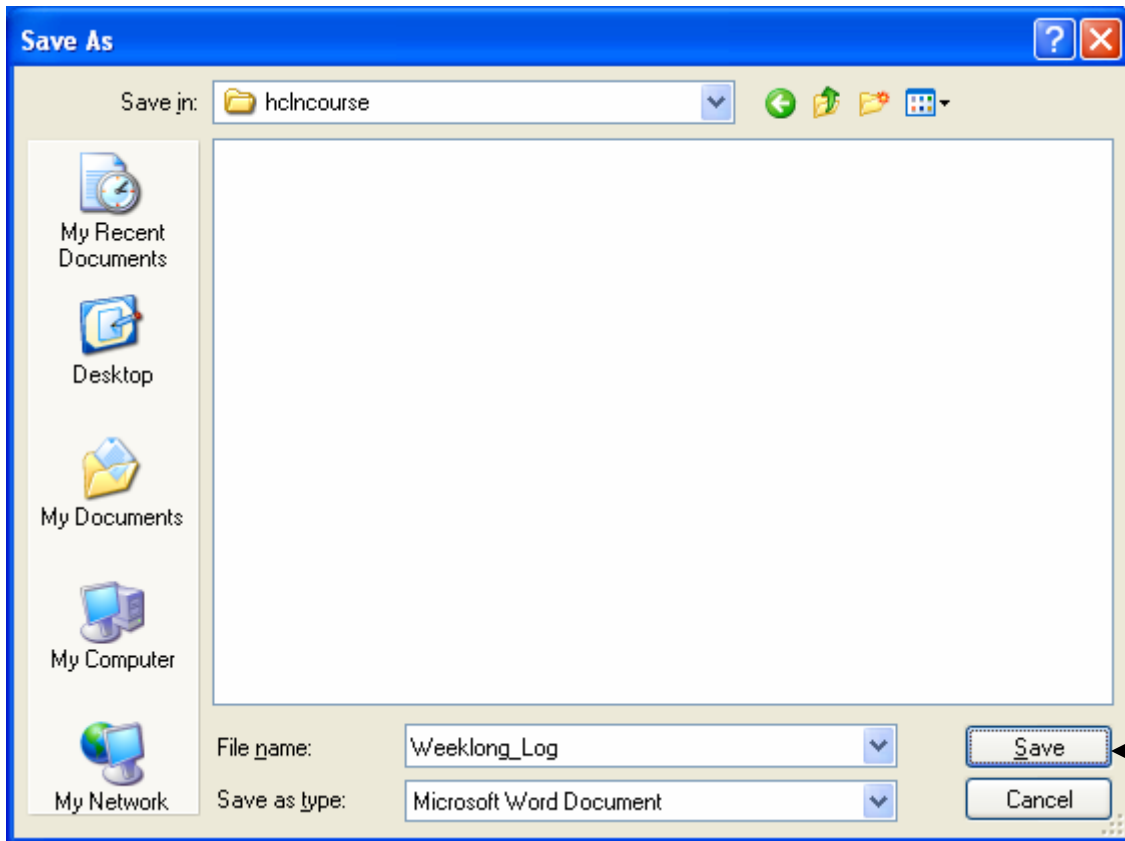 Save As
Save in:
hclncourse
My Recent
Documents
Desktop
My Documents
My Computer
My Network
File name:
Weeklong_Log
Save
Save as type:
Microsoft Word Document
Cancel